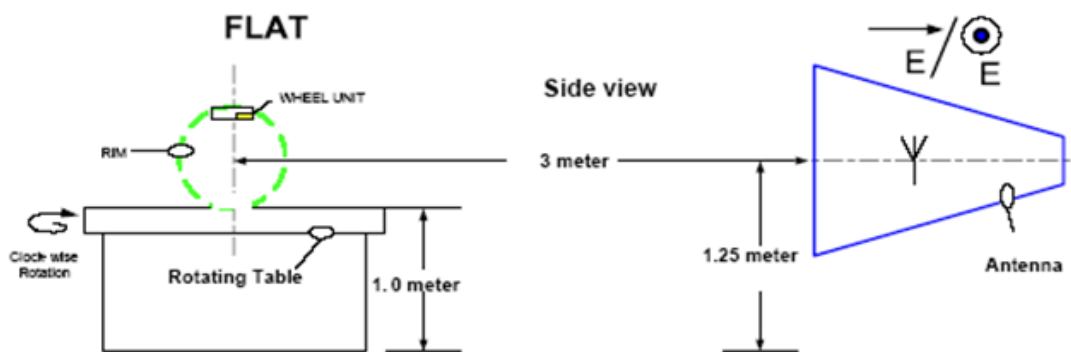 FLAT
WHEEL UNIT
RIM
Clock wise
Rotation
Rotating Table
1.0 meter
Side view
3 meter
1.25 meter
E
E
Antenna